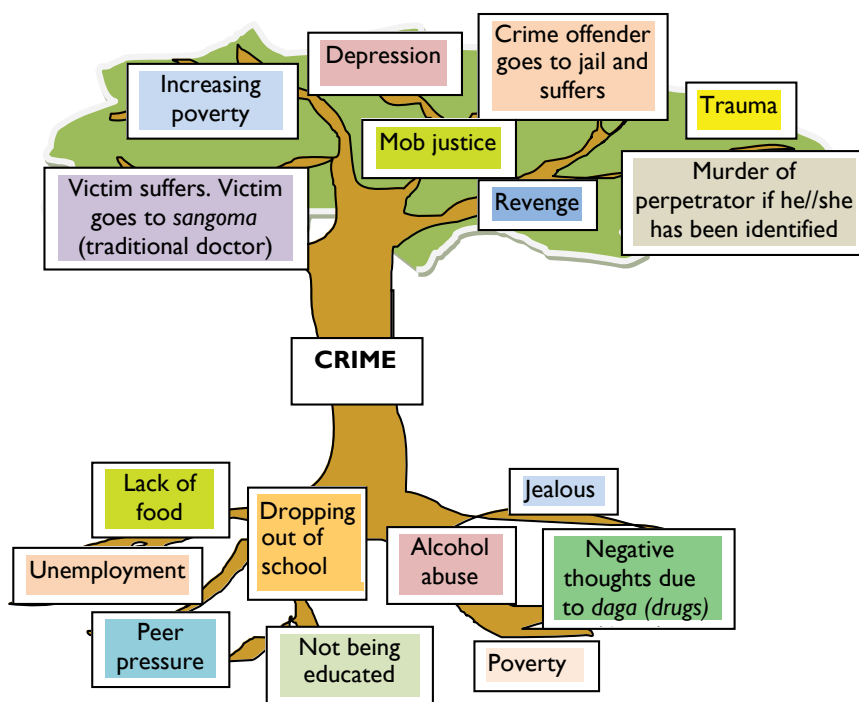 Depression
Crime offender
goes to jail and
suffers
Increasing
poverty
Trauma
Mob justice
Victim suffers. Victim
goes to sangoma
(traditional doctor)
Revenge
Murder of
perpetrator if he//she
has been identified
CRIME
Lack of
food
Dropping
out of
school
Jealous
Unemployment
Alcohol
abuse
Negative
thoughts due
to daga (drugs)
Peer
pressure
Not being
educated
Poverty